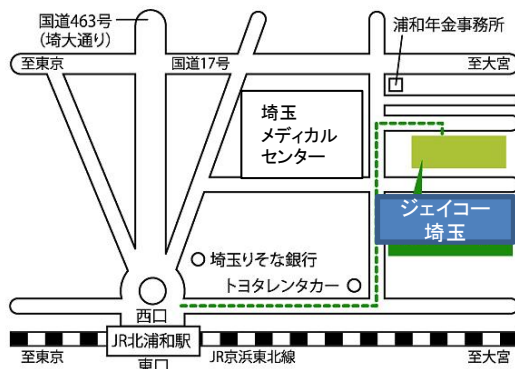 国道463号
(埼大通り)
浦和年金事務所
至東京
国道17号
至大宮
埼玉
メディカル
センター
ジェイコー
埼玉
埼玉りそな銀行
トヨタレンタカー
西口
JR北浦和駅
東口
至東京
JR京浜東北線
至大宮